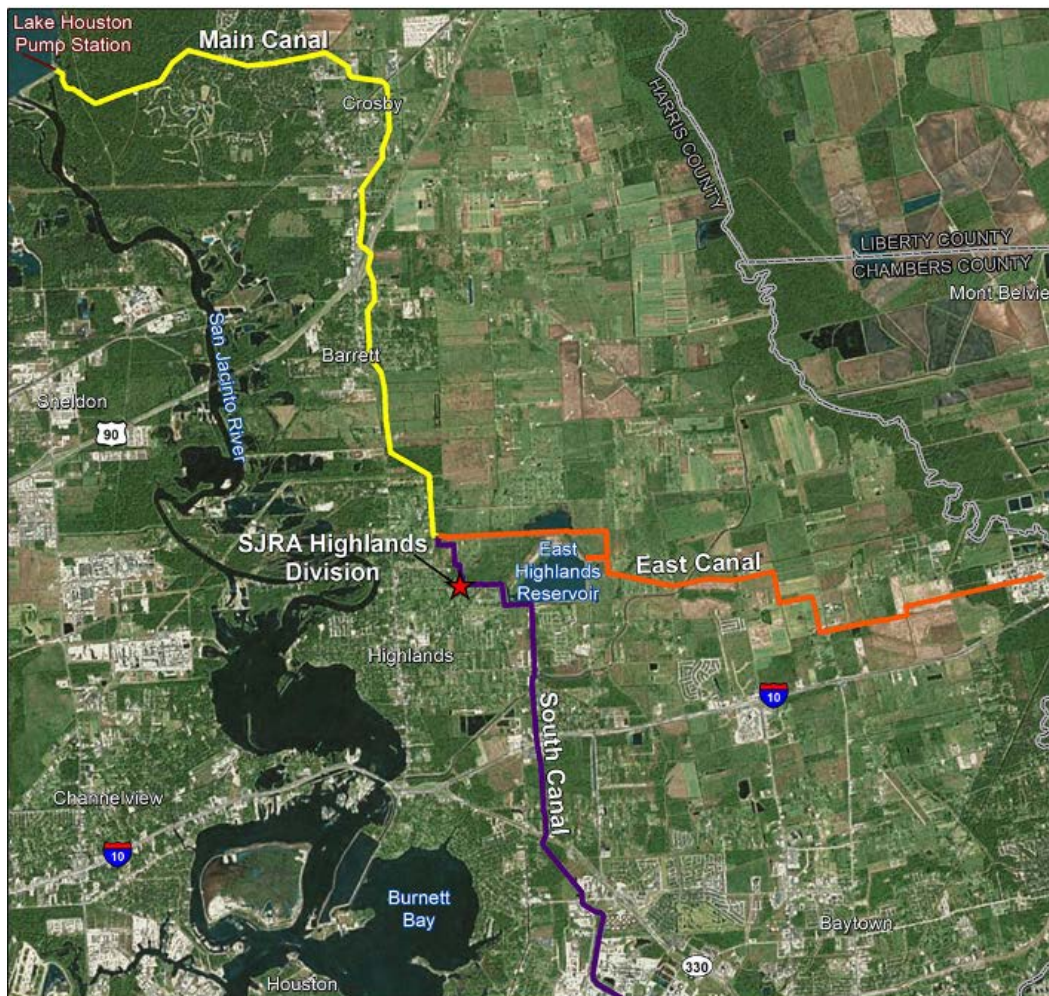 Lake Houston
Pump Station
Main Canal
Crosby
HARRIS COUNTY
LIBERTY COUNTY
CHAMBERS COUNTY
Mont Belvie
San Jacinto River
Barrett
Sheldon
90
SJRA Highlands
Division
East
Highlands
Reservoir
East Canal
Highlands
10
South Canal
Channelview
10
Burnett
Bay
Baytown
330
Houston